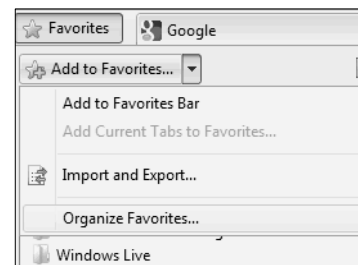 Favorites
Google
Add to Favorites...
Add to Favorites Bar
Add Current Tabs to Favorites...
Import and Export...
Organize Favorites...
Windows Live